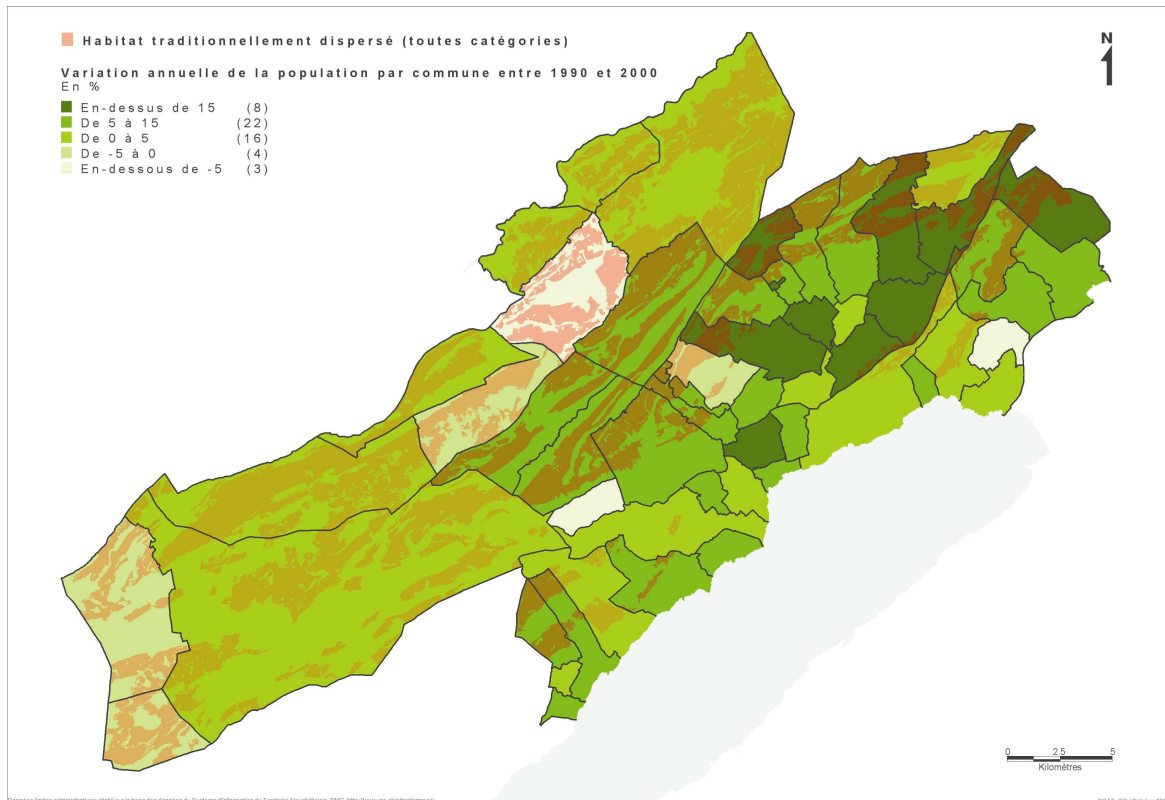 Habitat traditionnellement dispersé (toutes catégories)
Variation annuelle de la population par commune entre 1990 et 2000
En %
En-dessus de 15 (8)
De 5 à 15 (22)
De 0 à 5 (16)
De -5 à 0 (4)
En-dessous de -5 (3)
N
0 2.5 5
Kilomètres